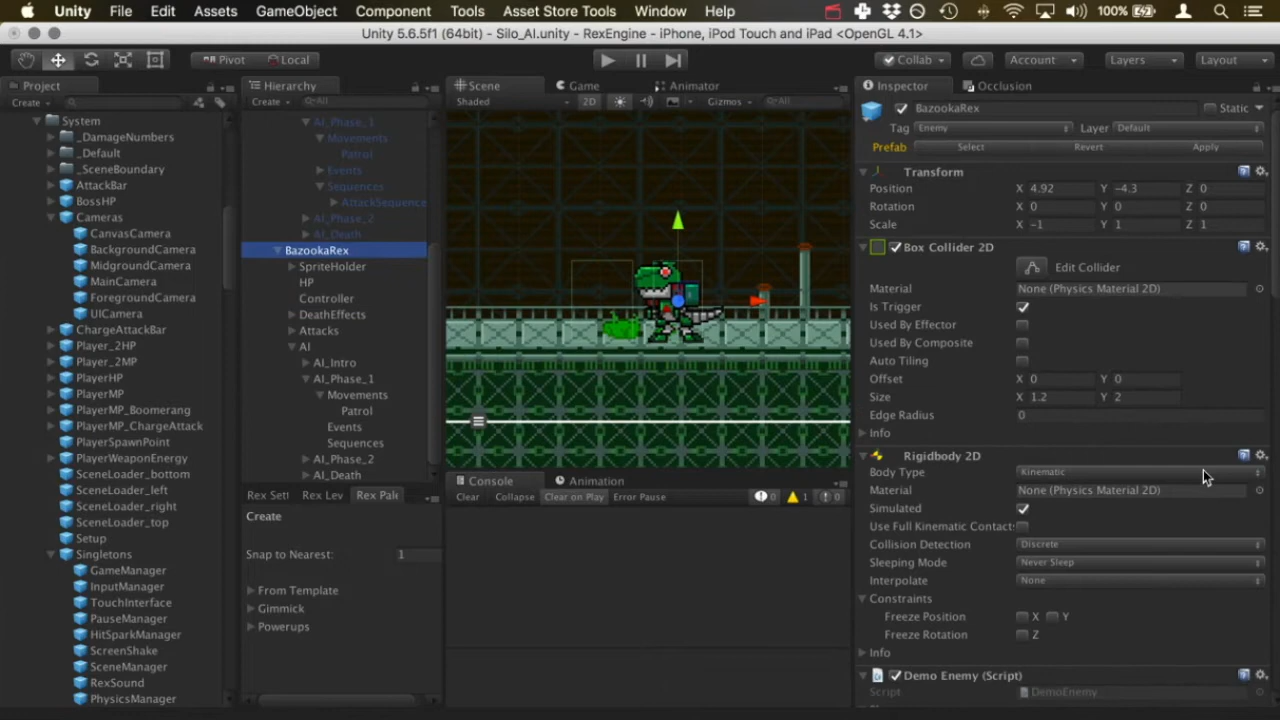 Unity File Edit Assets GameObject Component Tools Asset Store Tools Window Help 100%
Unity 5.6.5f1 (64bit) - Silo_AI.unity - RexEngine - iPhone, iPod Touch and iPad <OpenGL 4.1>
Pivot Local Collab Account Layers Layout
Project
Create
System
_DamageNumbers
_Default
_SceneBoundary
AttackBar
BossHP
Cameras
CanvasCamera
BackgroundCamera
MidgroundCamera
MainCamera
ForegroundCamera
UICamera
ChargeAttackBar
Player_2HP
Player_2MP
PlayerHP
PlayerMP
PlayerMP_Boomerang
PlayerMP_ChargeAttack
PlayerSpawnPoint
PlayerWeaponEnergy
SceneLoader_bottom
SceneLoader_left
SceneLoader_right
SceneLoader_top
Setup
Singletons
GameManager
InputManager
TouchInterface
PauseManager
HitSparkManager
ScreenShake
SceneManager
RexSound
PhysicsManager
Hierarchy
Create All
AI_Phase_1
Movements
Patrol
Events
Sequences
AttackSequence
AI_Phase_2
AI_Death
BazookaRex
SpriteHolder
HP
Controller
DeathEffects
Attacks
AI
AI_Intro
AI_Phase_1
Movements
Patrol
Events
Sequences
AI_Phase_2
AI_Death
Rex Sett Rex Lev Rex Pale
Create
Snap to Nearest: 1
From Template
Gimmick
Powerups
Scene Game Animator
Shaded 2D Gizmos All
Console Animation
Clear Collapse Clear on Play Error Pause 0 1 0
Inspector Occlusion
BazookaRex Static
Tag Enemy Layer Default
Prefab Select Revert Apply
Transform
Position X 4.92 Y -4.3 Z 0
Rotation X 0 Y 0 Z 0
Scale X -1 Y 1 Z 1
Box Collider 2D
Edit Collider
Material None (Physics Material 2D)
Is Trigger
Used By Effector
Used By Composite
Auto Tiling
Offset X 0 Y 0
Size X 1.2 Y 2
Edge Radius 0
Info
Rigidbody 2D
Body Type Kinematic
Material None (Physics Material 2D)
Simulated
Use Full Kinematic Contacts
Collision Detection Discrete
Sleeping Mode Never Sleep
Interpolate None
Constraints
Freeze Position X Y
Freeze Rotation Z
Info
Demo Enemy (Script)
Script DemoEnemy